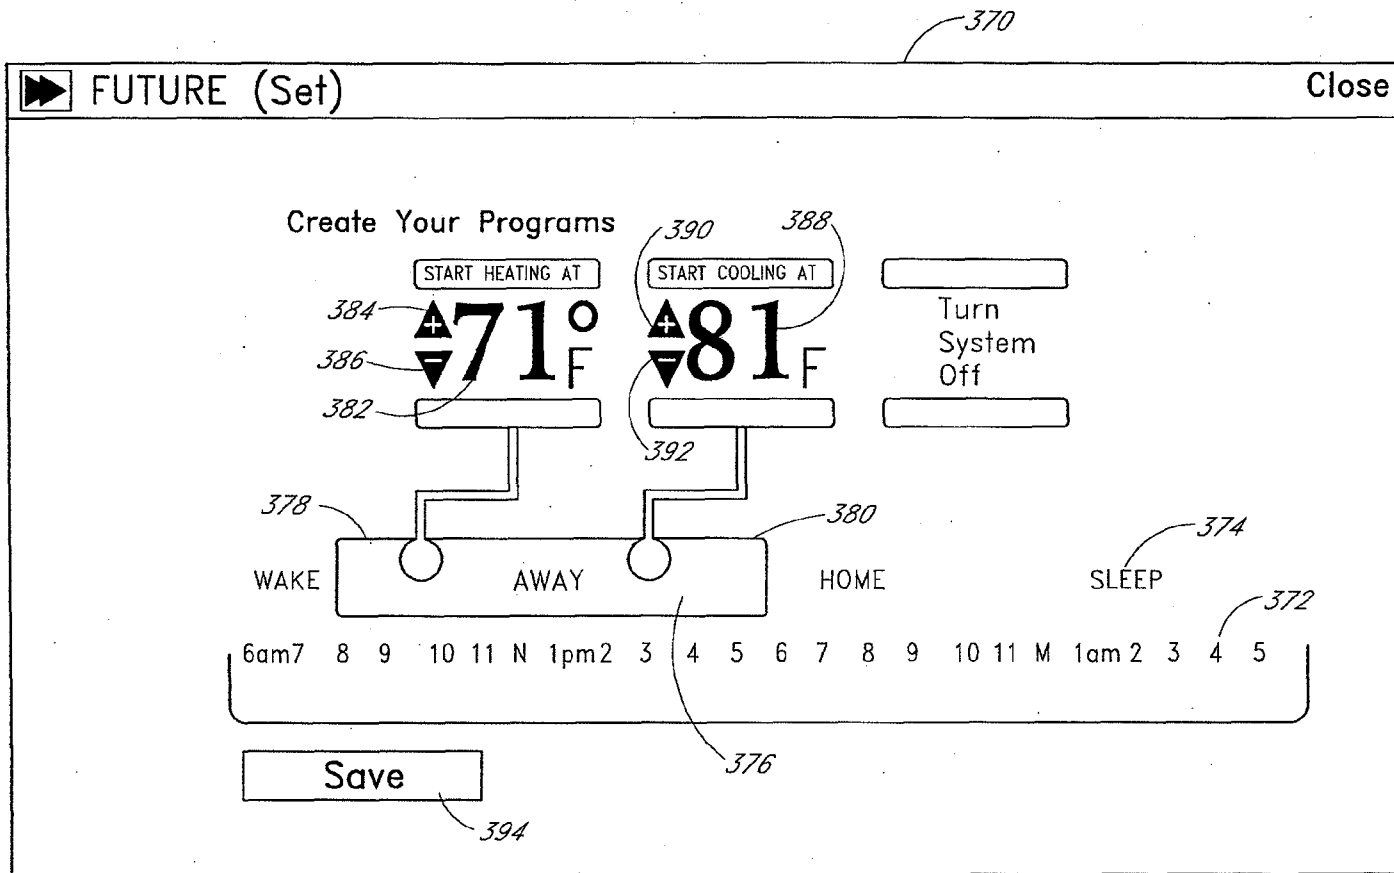 370
FUTURE (Set)
Close
Create Your Programs
390
388
START HEATING AT
START COOLING AT
384
+
71°
F
+
81
F
Turn
System
Off
386
−
−
382
392
378
380
374
WAKE
AWAY
HOME
SLEEP
372
6am7 8 9 10 11 N 1pm2 3 4 5 6 7 8 9 10 11 M 1am 2 3 4 5
376
Save
394